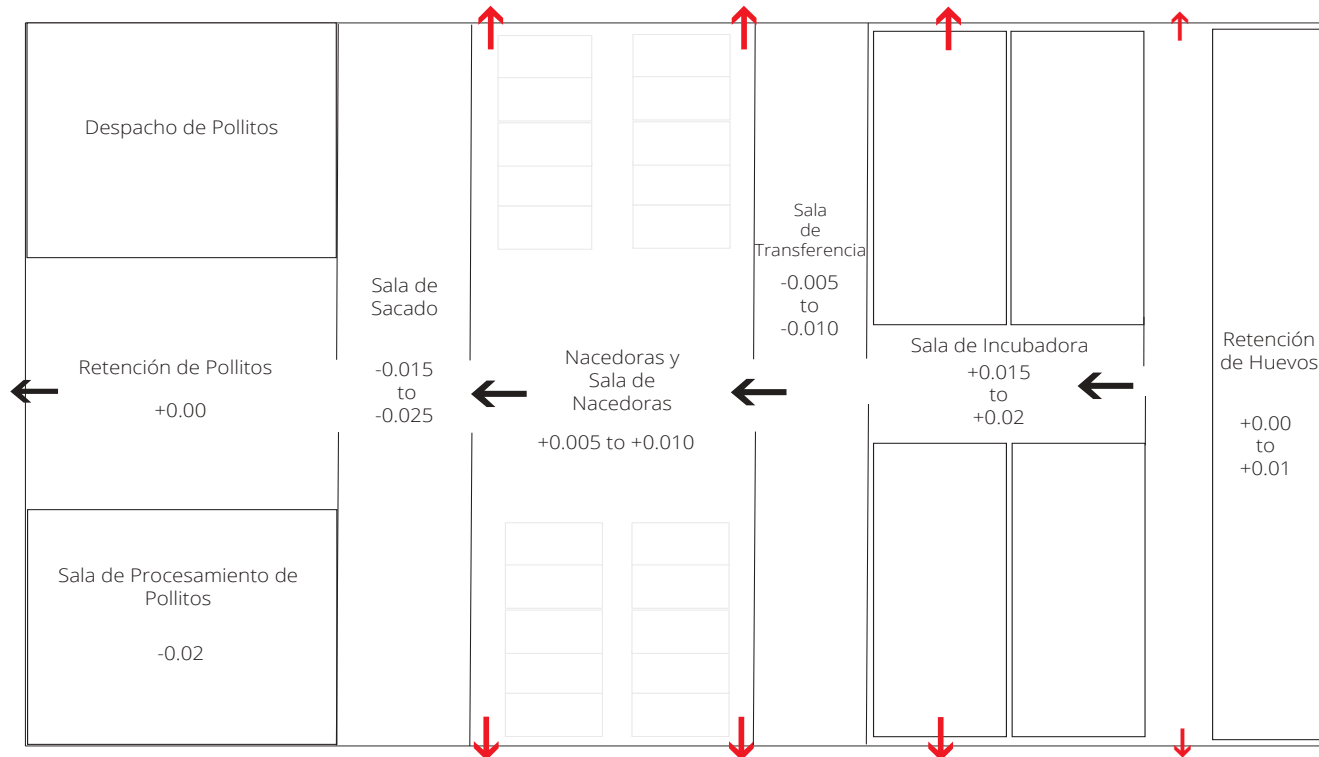 Despacho de Pollitos
Retención de Pollitos
+0.00
Sala de Procesamiento de
Pollitos
-0.02
Sala de
Sacado
-0.015
to
-0.025
Nacedoras y
Sala de
Nacedoras
+0.005 to +0.010
Sala
de
Transferencia
-0.005
to
-0.010
Sala de Incubadora
+0.015
to
+0.02
Retención
de Huevos
+0.00
to
+0.01